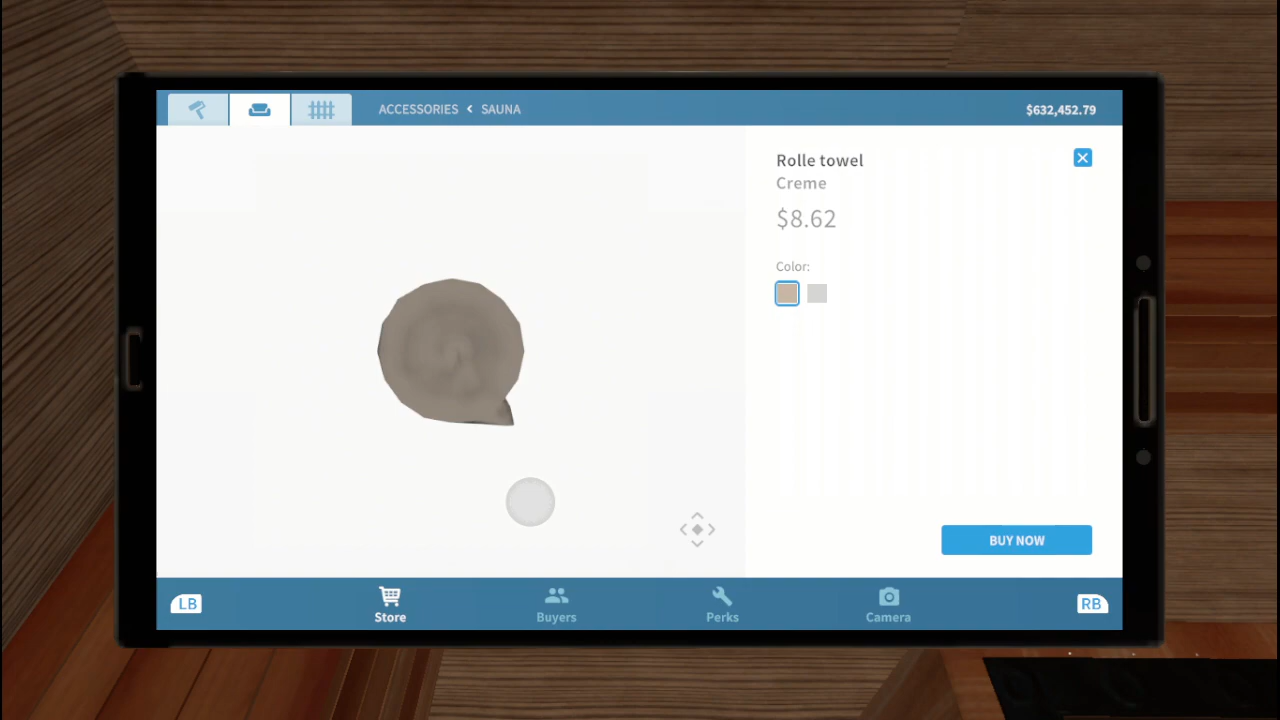 ACCESSORIES < SAUNA
$632,452.79
Rolle towel
Creme
$8.62
Color:
BUY NOW
LB
Store
Buyers
Perks
Camera
RB